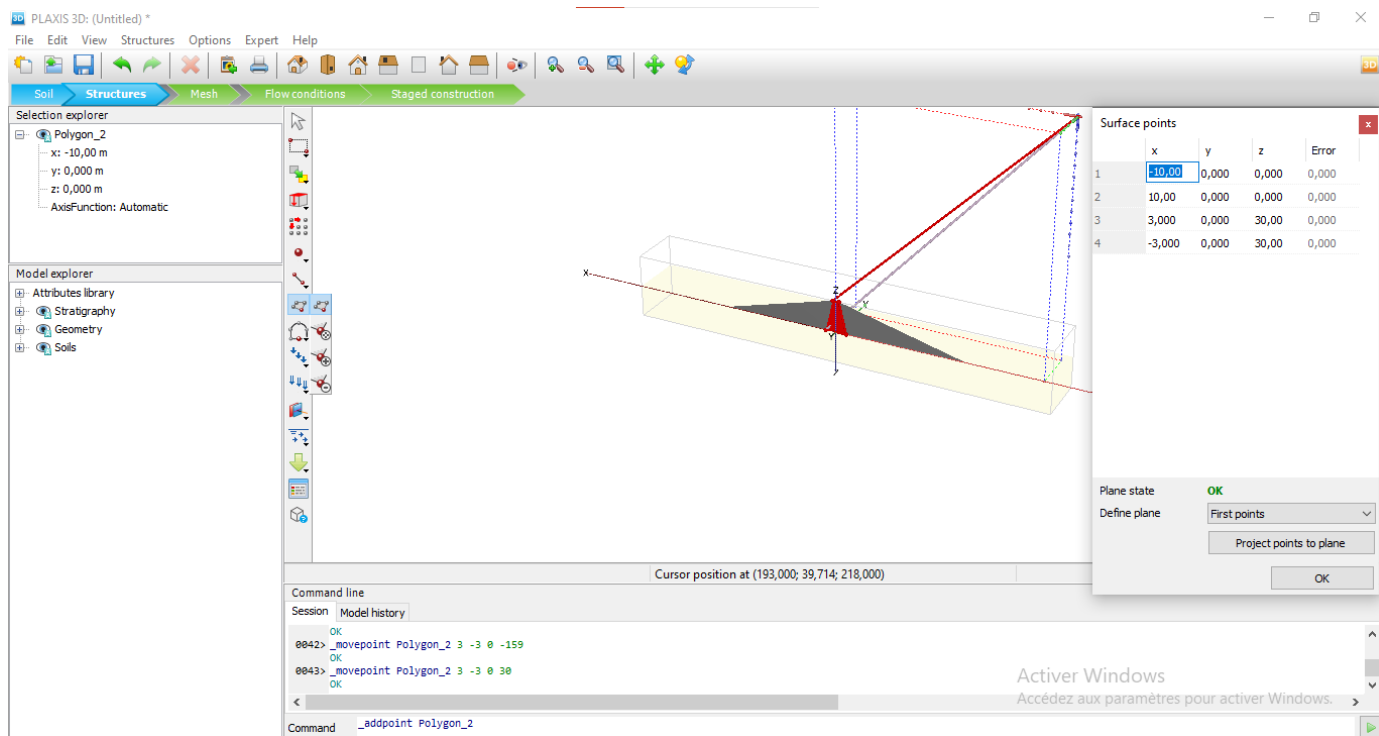 3D PLAXIS 3D: (Untitled) *
File Edit View Structures Options Expert Help
3D
Soil Structures Mesh Flow conditions Staged construction
Selection explorer
Polygon_2
x: -10,00 m
y: 0,000 m
z: 0,000 m
AxisFunction: Automatic
Model explorer
Attributes library
Stratigraphy
Geometry
Soils
X
Z
Y
Y
Surface points x
x y z Error
1 -10,00 0,000 0,000 0,000
2 10,00 0,000 0,000 0,000
3 3,000 0,000 30,00 0,000
4 -3,000 0,000 30,00 0,000
Plane state OK
Define plane First points
Project points to plane
OK
Cursor position at (193,000; 39,714; 218,000)
Command line
Session Model history
OK
0042> _movepoint Polygon_2 3 -3 0 -159
OK
0043> _movepoint Polygon_2 3 -3 0 30
OK
Activer Windows
Accédez aux paramètres pour activer Windows.
Command _addpoint Polygon_2